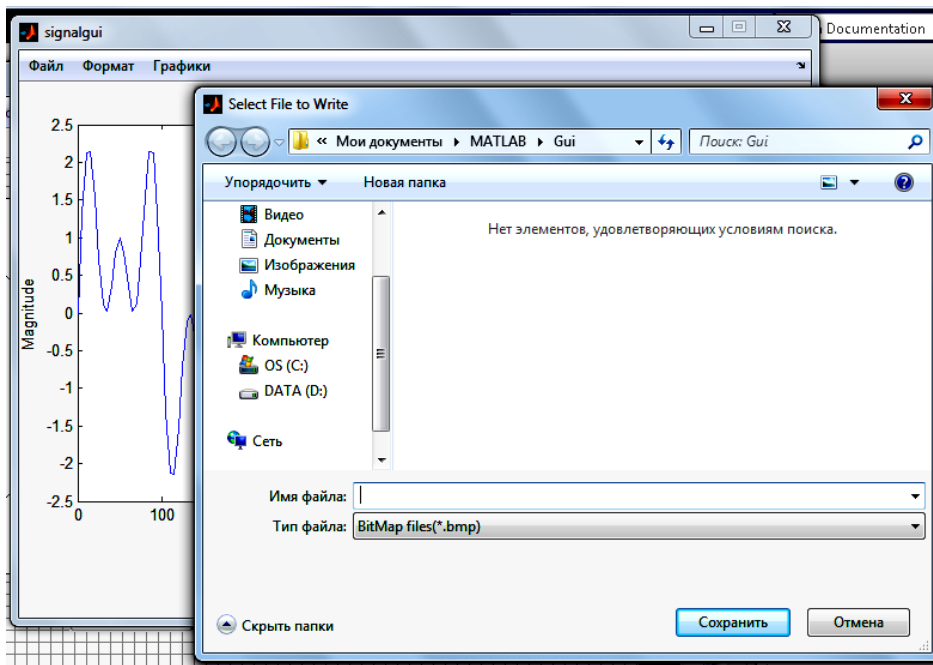 signalgui
Documentation
Файл Формат Графики
Select File to Write
« Мои документы MATLAB Gui
Поиск: Gui
Упорядочить Новая папка
Видео
Документы
Изображения
Музыка
Компьютер
OS (C:)
DATA (D:)
Сеть
Нет элементов, удовлетворяющих условиям поиска.
Magnitude
2.5
2
1.5
1
0.5
0
-0.5
-1
-1.5
-2
-2.5
0 100
Имя файла:
Тип файла: BitMap files(*.bmp)
Скрыть папки
Сохранить Отмена